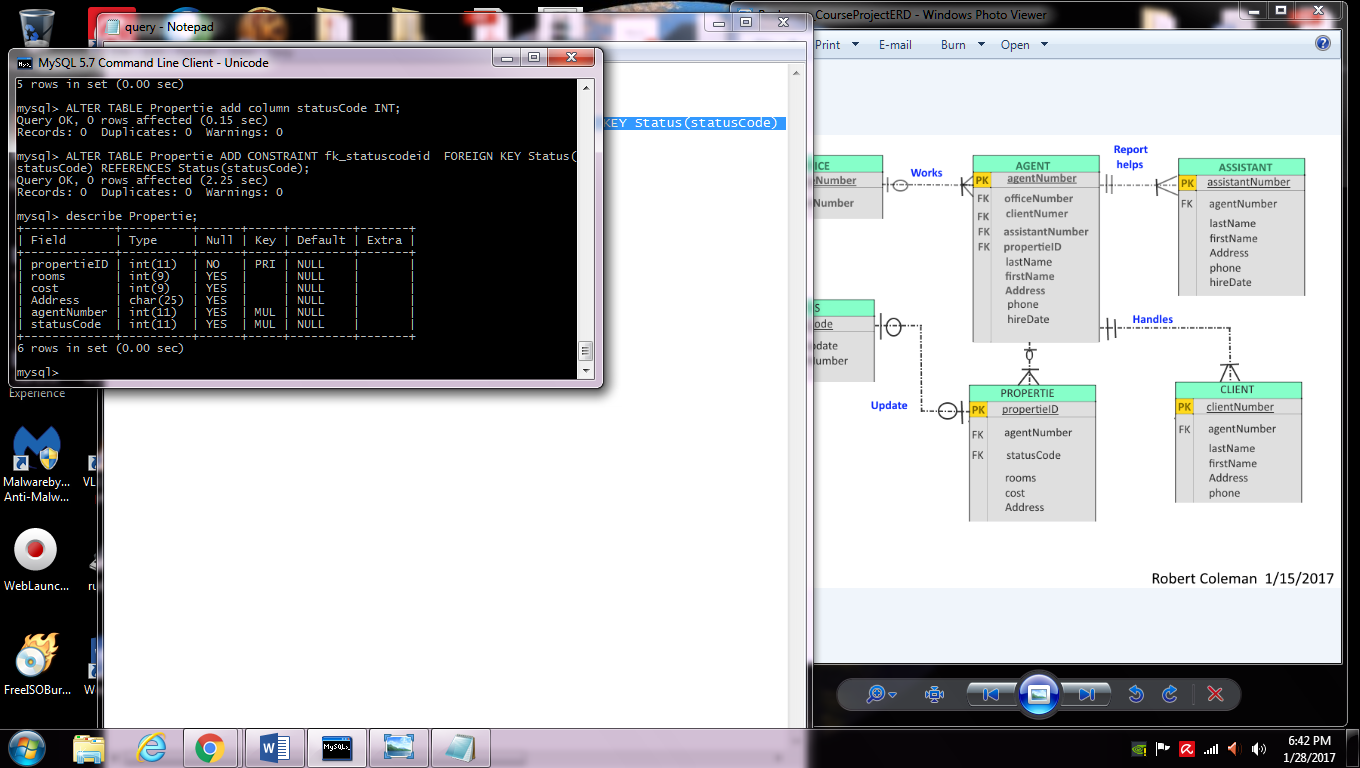 query - Notepad
CourseProjectERD - Windows Photo Viewer
Print E-mail Burn Open
MySQL 5.7 Command Line Client - Unicode
5 rows in set (0.00 sec)
mysql> ALTER TABLE Propertie add column statusCode INT;
Query OK, 0 rows affected (0.15 sec)
Records: 0  Duplicates: 0  Warnings: 0
mysql> ALTER TABLE Propertie ADD CONSTRAINT fk_statuscodeid  FOREIGN KEY Status(
statusCode) REFERENCES Status(statusCode);
Query OK, 0 rows affected (2.25 sec)
Records: 0  Duplicates: 0  Warnings: 0
mysql> describe Propertie;
| Field | Type | Null | Key | Default | Extra |
| propertieID | int(11) | NO | PRI | NULL | |
| rooms | int(9) | YES | | NULL | |
| cost | int(9) | YES | | NULL | |
| Address | char(25) | YES | | NULL | |
| agentNumber | int(11) | YES | MUL | NULL | |
| statusCode | int(11) | YES | MUL | NULL | |
6 rows in set (0.00 sec)
mysql>
KEY Status(statusCode)
ICE
eNumber
Number
Works
AGENT
PK agentNumber
FK officeNumber
FK clientNumer
FK assistantNumber
FK propertieID
lastName
firstName
Address
phone
hireDate
Report
helps
ASSISTANT
PK assistantNumber
FK agentNumber
lastName
firstName
Address
phone
hireDate
S
ode
pdate
umber
Update
Handles
PROPERTIE
PK propertieID
FK agentNumber
FK statusCode
rooms
cost
Address
CLIENT
PK clientNumber
FK agentNumber
lastName
firstName
Address
phone
Robert Coleman 1/15/2017
Experience
Malwareby...
Anti-Malw...
VL
WebLaunc...
ru
FreeISOBur...
W
MySQL
6:42 PM
1/28/2017